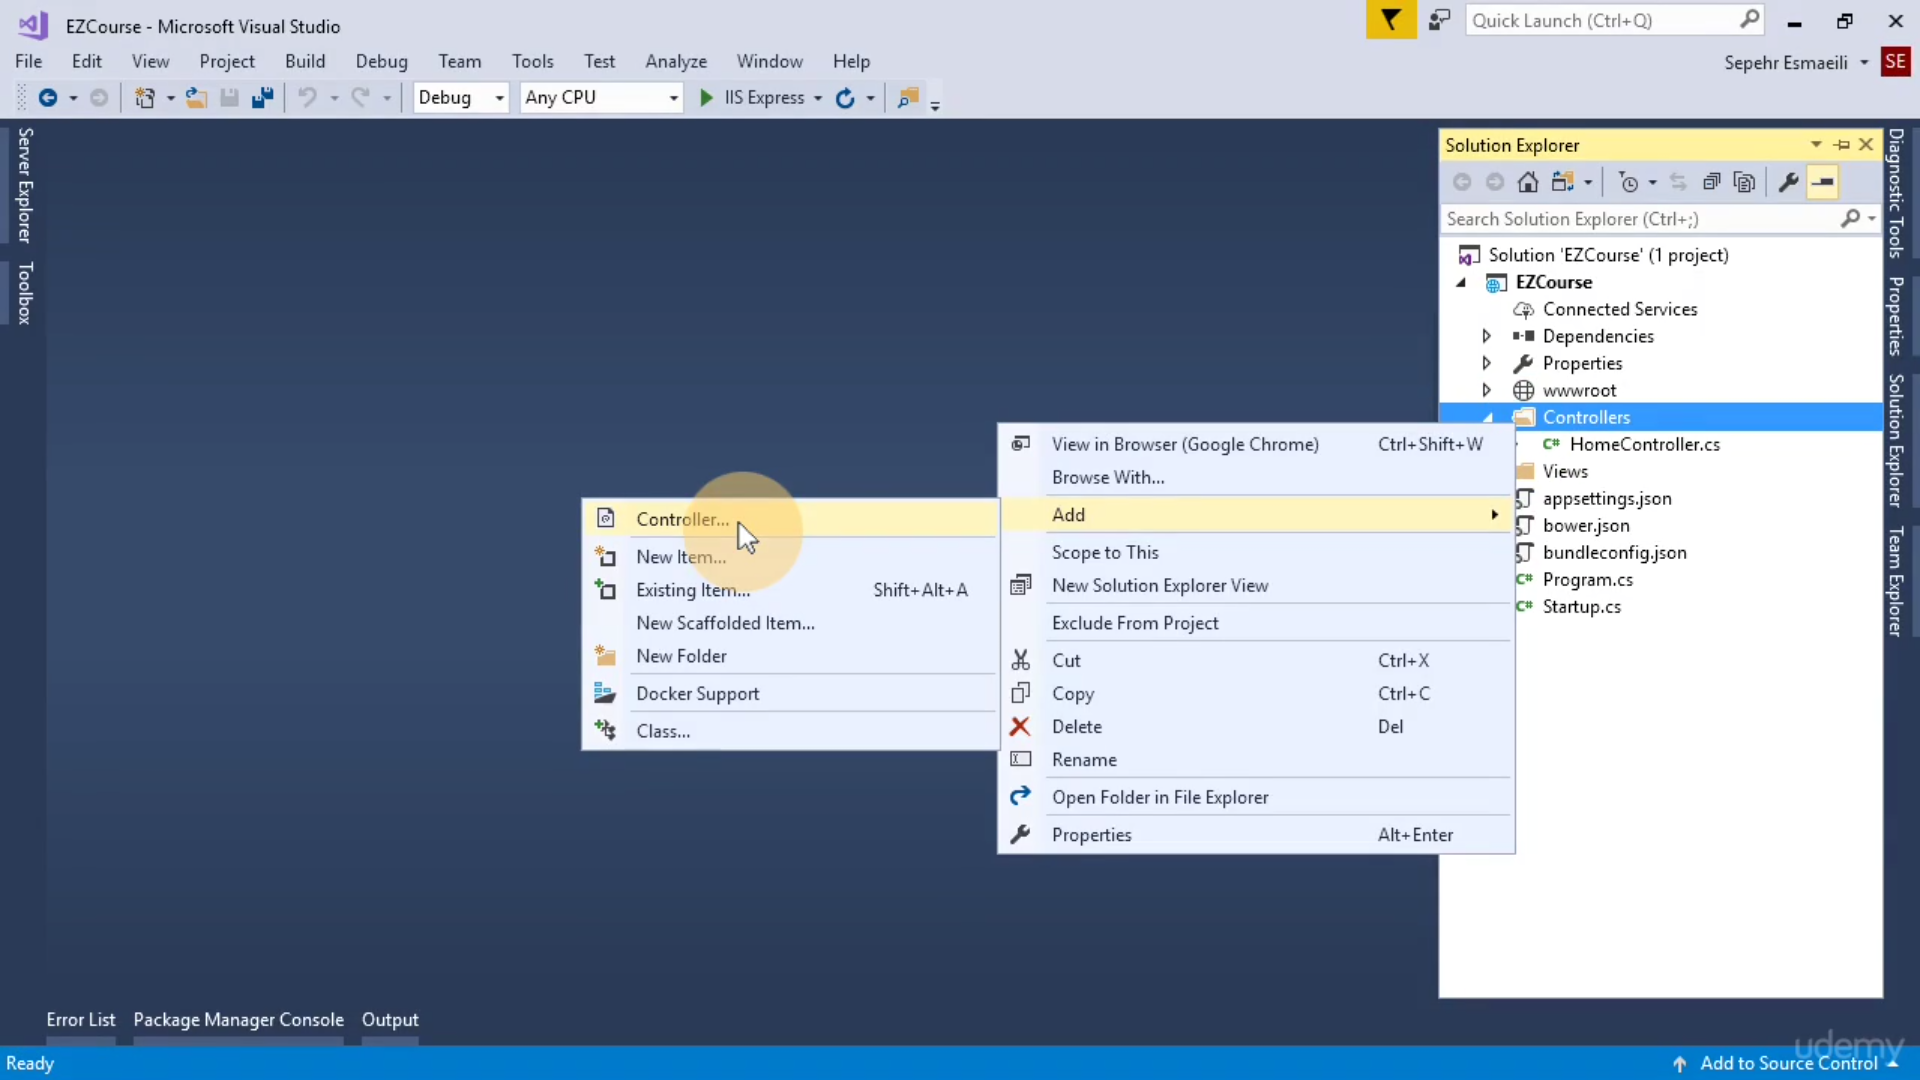 EZCourse - Microsoft Visual Studio
Quick Launch (Ctrl+Q)
File Edit View Project Build Debug Team Tools Test Analyze Window Help
Sepehr Esmaeili SE
Debug Any CPU IIS Express
Server Explorer
Toolbox
Solution Explorer
Search Solution Explorer (Ctrl+;)
Solution 'EZCourse' (1 project)
EZCourse
Connected Services
Dependencies
Properties
wwwroot
Controllers
C# HomeController.cs
Views
appsettings.json
bower.json
bundleconfig.json
C# Program.cs
C# Startup.cs
View in Browser (Google Chrome) Ctrl+Shift+W
Browse With...
Add
Scope to This
New Solution Explorer View
Exclude From Project
Cut Ctrl+X
Copy Ctrl+C
Delete Del
Rename
Open Folder in File Explorer
Properties Alt+Enter
Controller...
New Item...
Existing Item... Shift+Alt+A
New Scaffolded Item...
New Folder
Docker Support
Class...
Diagnostic Tools
Properties
Solution Explorer
Team Explorer
Error List Package Manager Console Output
udemy
Ready
Add to Source Control